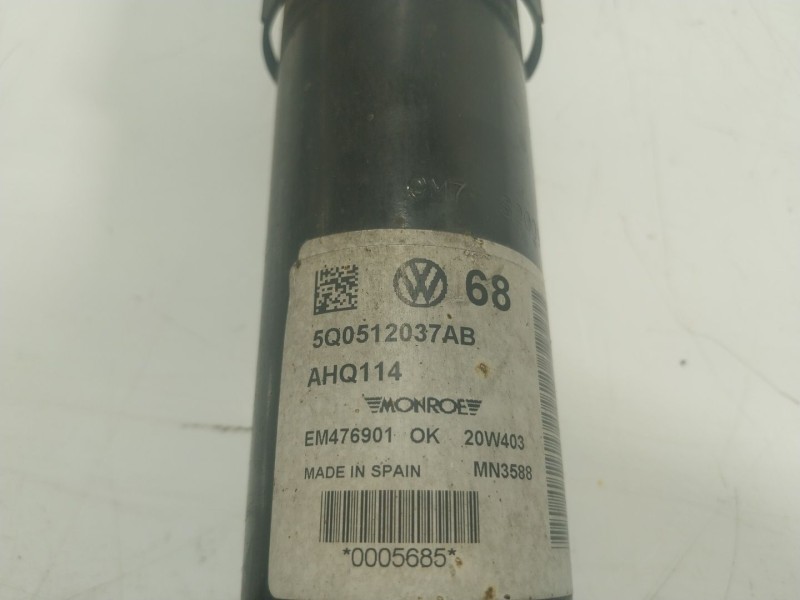 68
5Q0512037AB
AHQ114
MONROE
EM476901 OK 20W403
MADE IN SPAIN MN3588
*0005685*